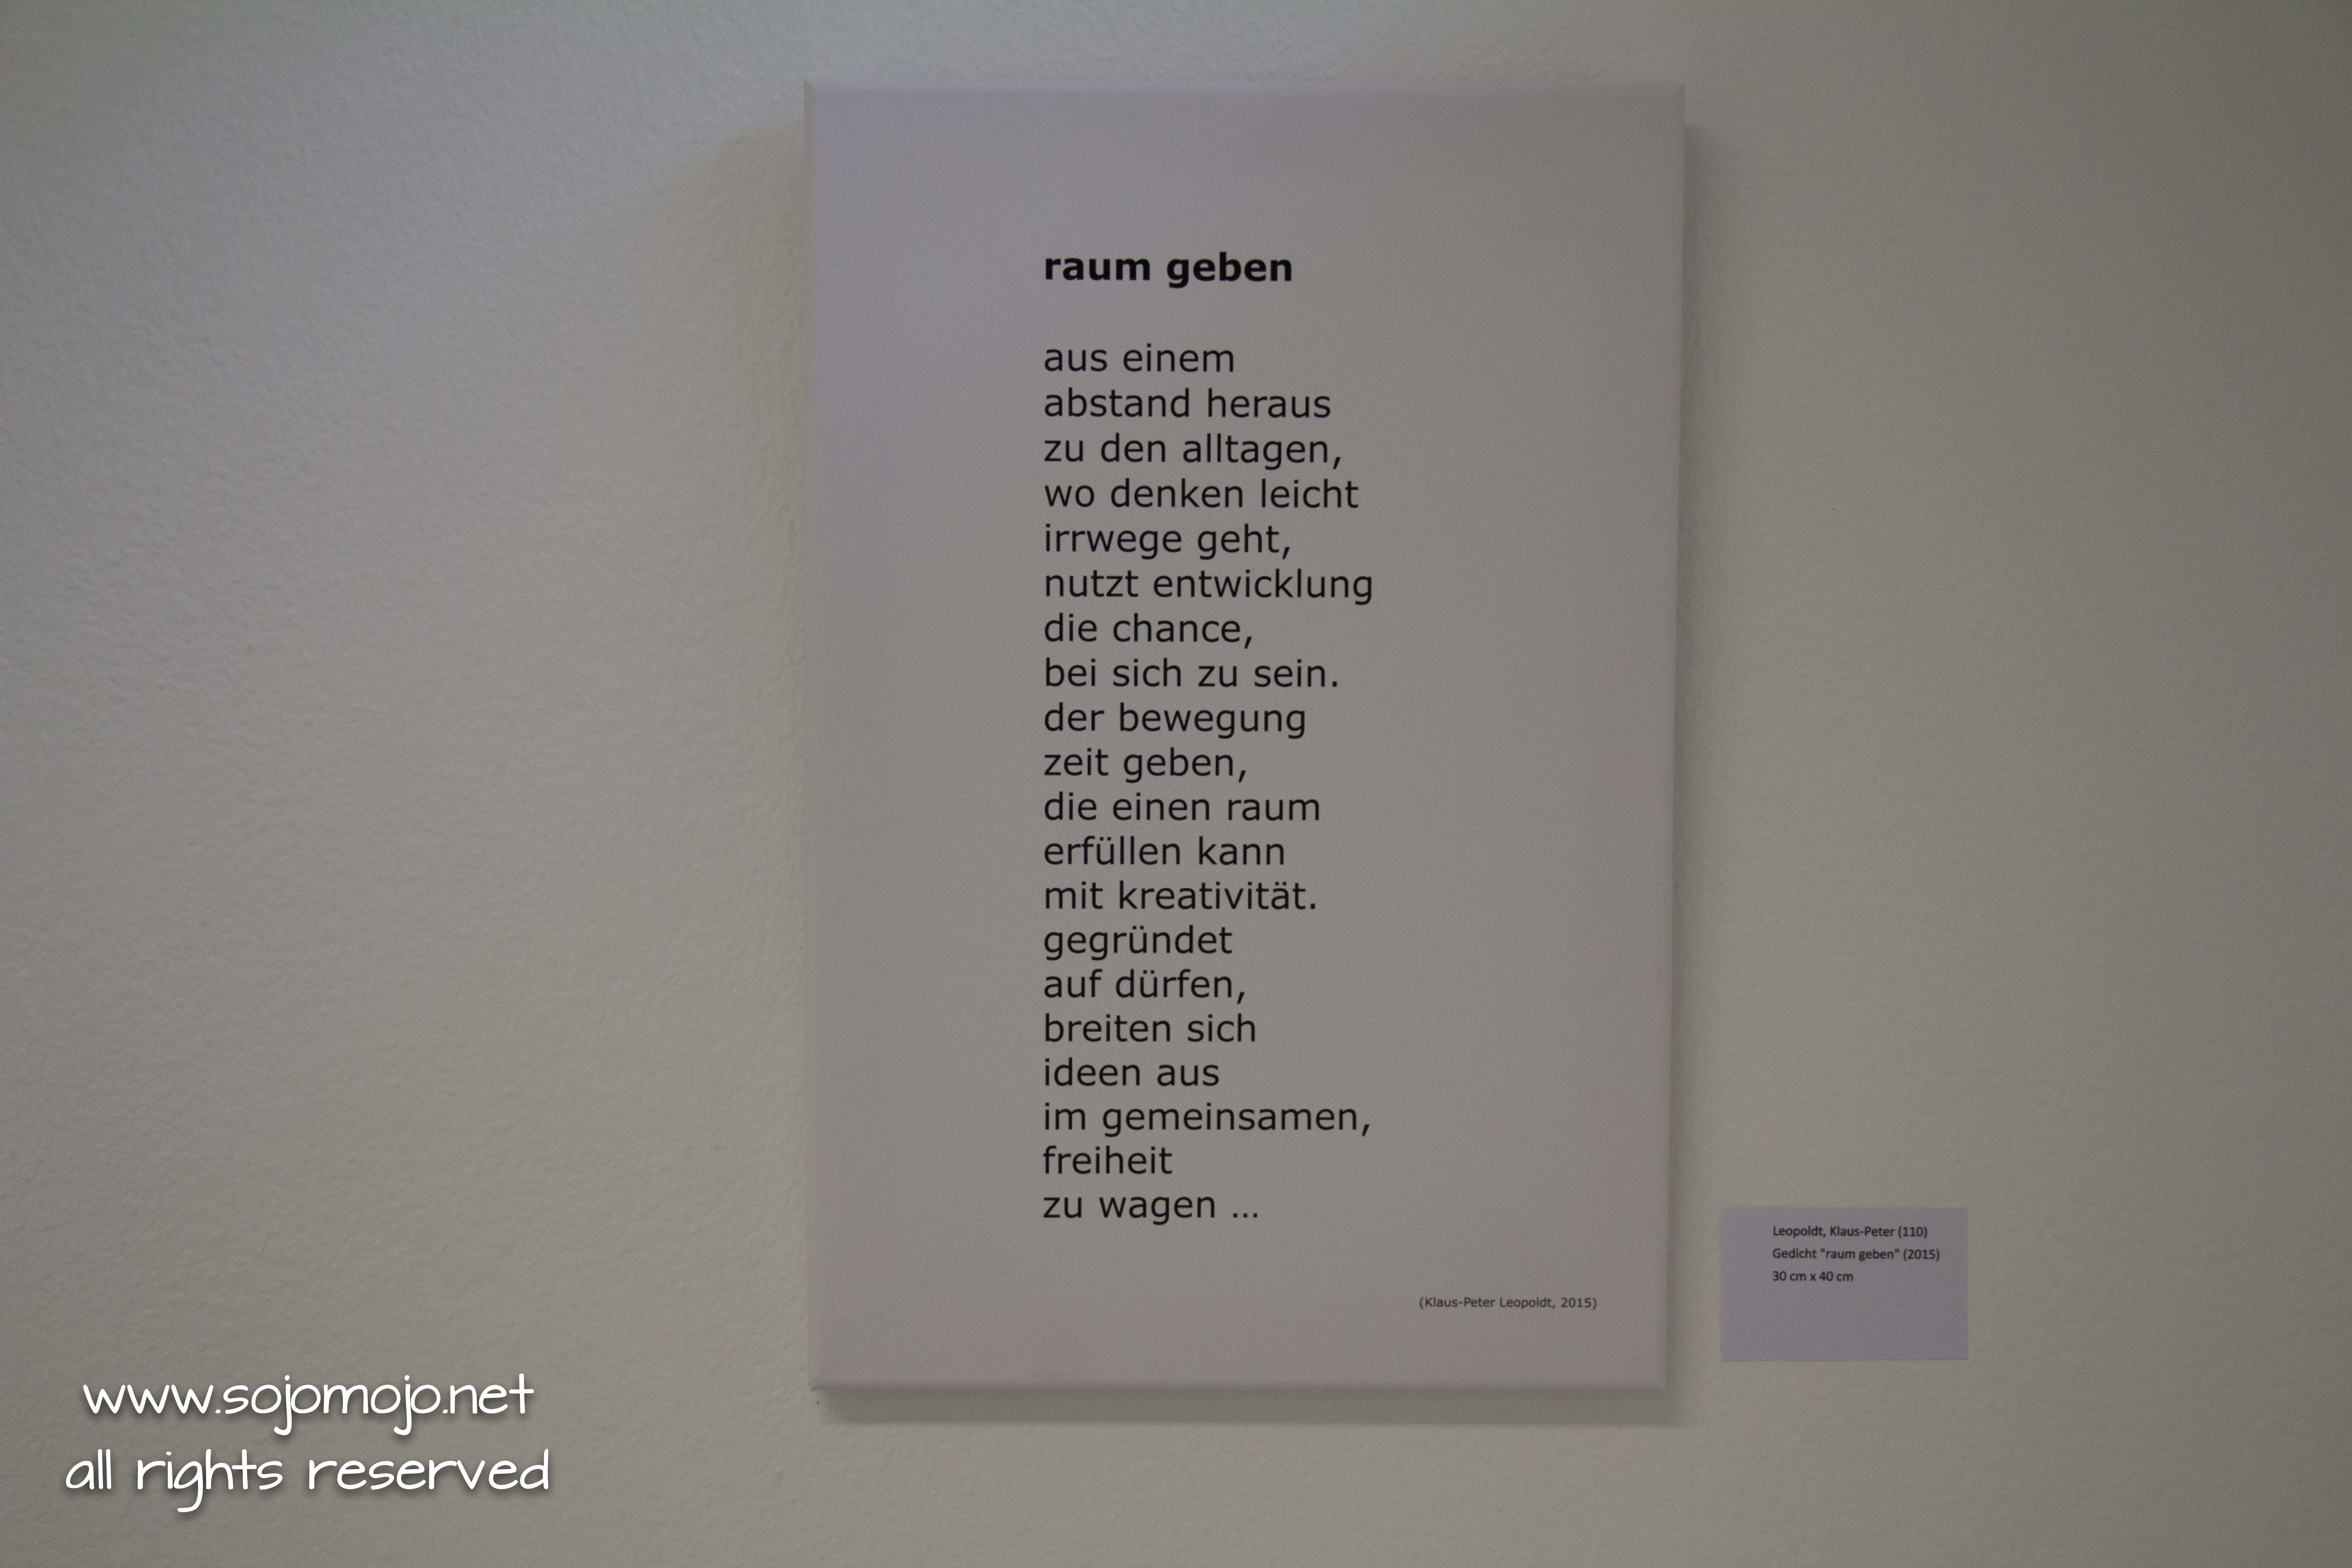 raum geben
aus einem
abstand heraus
zu den alltagen,
wo denken leicht
irrwege geht,
nutzt entwicklung
die chance,
bei sich zu sein.
der bewegung
zeit geben,
die einen raum
erfüllen kann
mit kreativität.
gegründet
auf dürfen,
breiten sich
ideen aus
im gemeinsamen,
freiheit
zu wagen ...
(Klaus-Peter Leopoldt, 2015)
Leopoldt, Klaus-Peter (110)
Gedicht "raum geben" (2015)
30 cm x 40 cm
www.sojomojo.net
all rights reserved